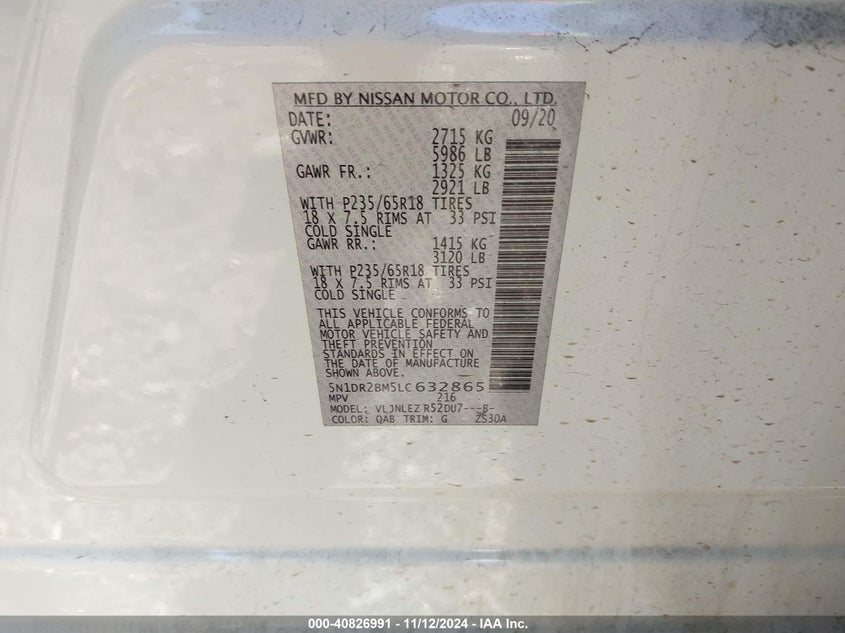 MFD BY NISSAN MOTOR CO., LTD.
DATE: 09/20
GVWR: 2715 KG
5986 LB
GAWR FR.: 1325 KG
2921 LB
WITH P235/65R18 TIRES
18 X 7.5 RIMS AT 33 PSI
COLD SINGLE
GAWR RR.: 1415 KG
3120 LB
WITH P235/65R18 TIRES
18 X 7.5 RIMS AT 33 PSI
COLD SINGLE
THIS VEHICLE CONFORMS TO
ALL APPLICABLE FEDERAL
MOTOR VEHICLE SAFETY AND
THEFT PREVENTION
STANDARDS IN EFFECT ON
THE DATE OF MANUFACTURE
SHOWN ABOVE.
5N1DR2BM5LC632865
MPV 216
MODEL: VLJNLEZ R52DU7---B-
COLOR: QAB TRIM: G ZS30A
000-40826991 - 11/12/2024 - IAA Inc.